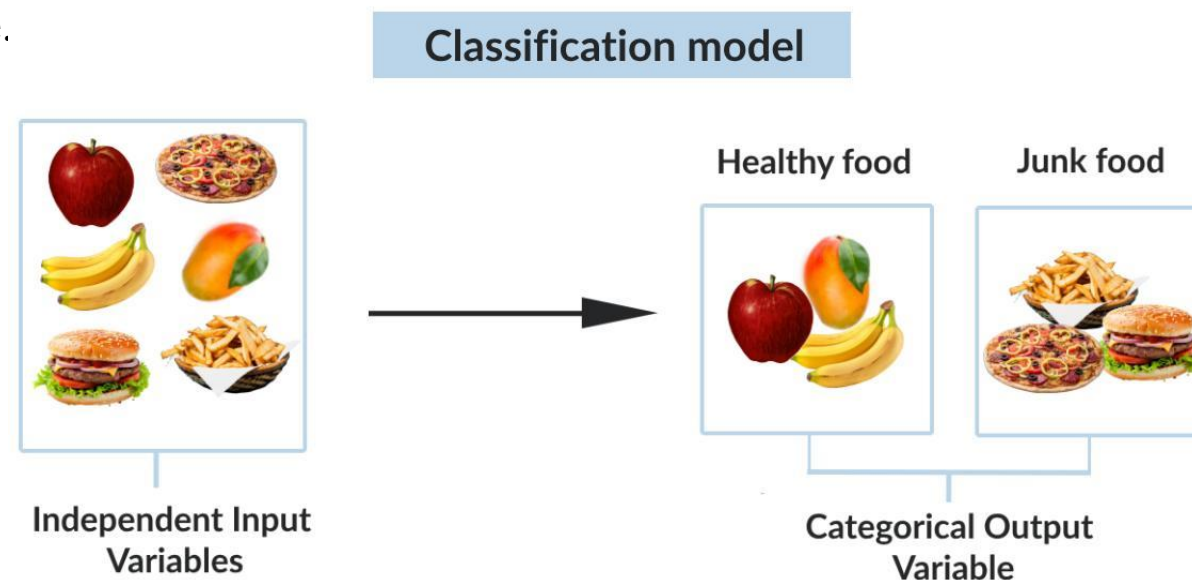 Classification model
Healthy food
Junk food
Independent Input
Variables
Categorical Output
Variable